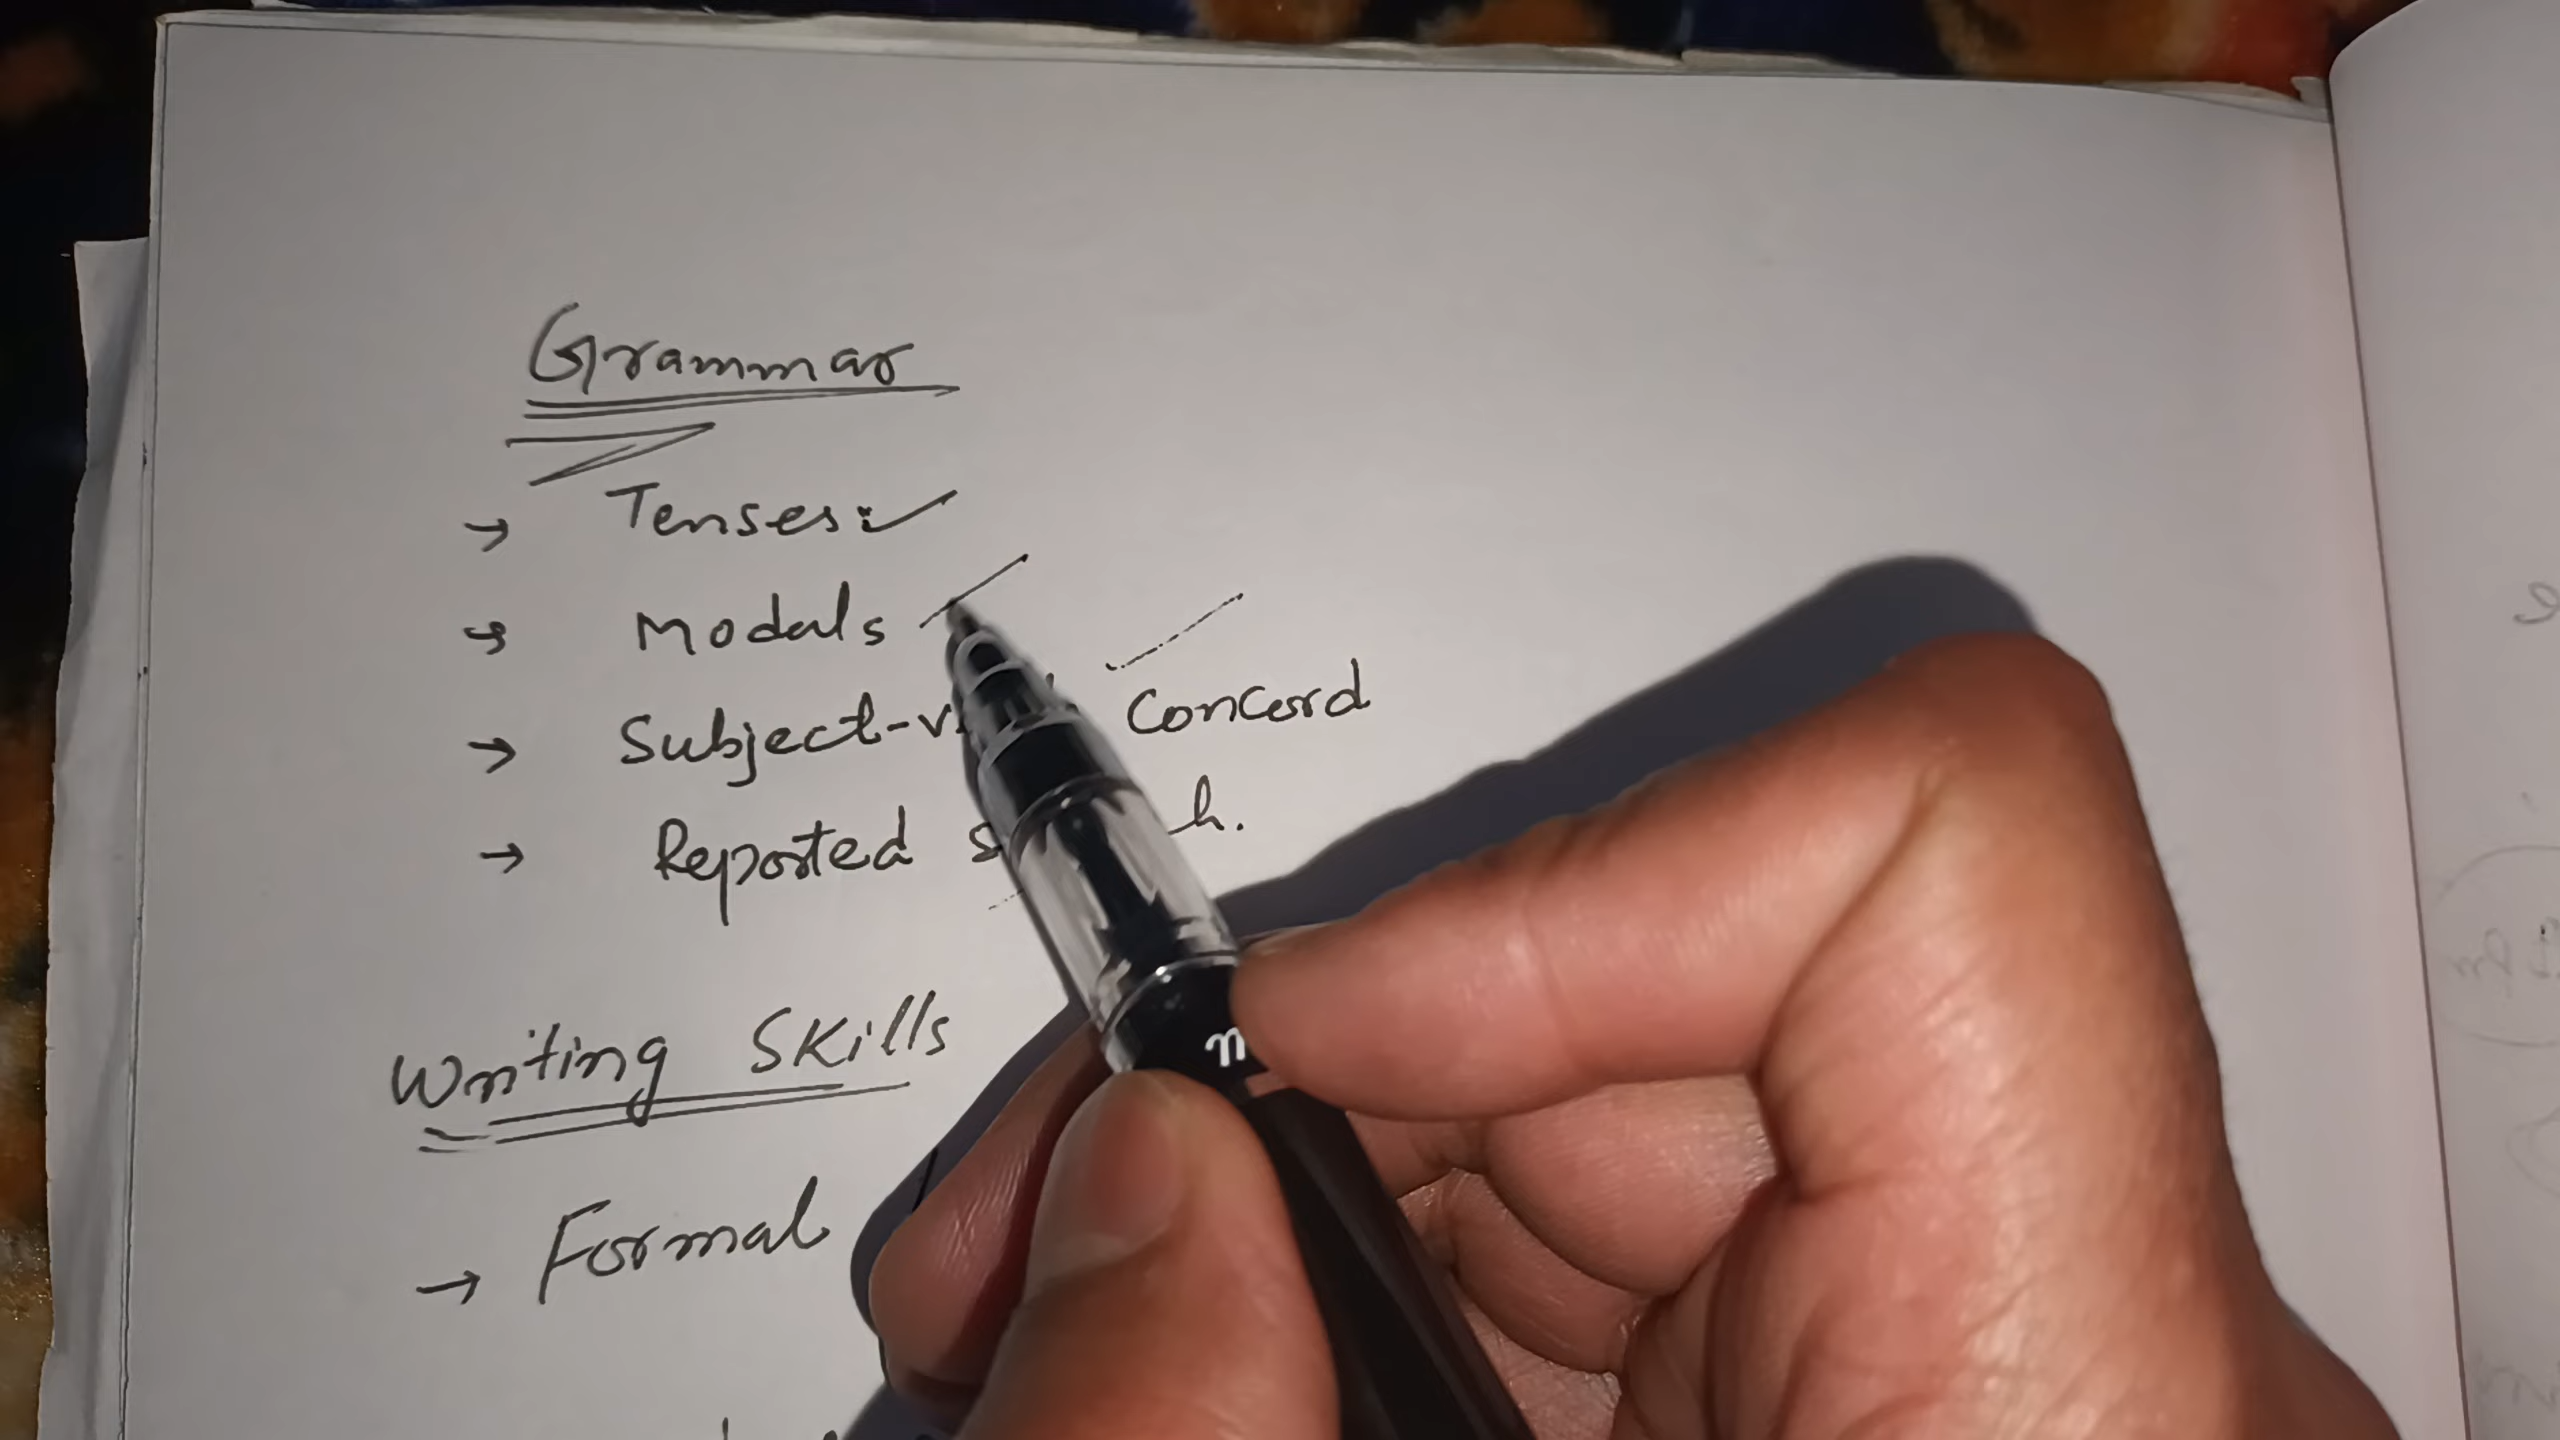 Grammar
→ Tenses:
→ Modals
→ Subject-v Concord
→ Reported s h.
Writing Skills
→ Formal